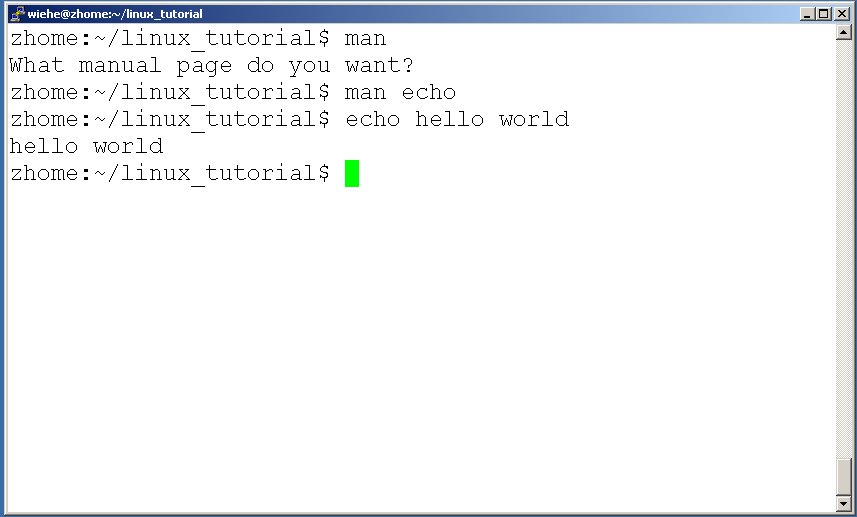 wiehe@zhome:~/linux_tutorial
zhome:~/linux_tutorial$ man
What manual page do you want?
zhome:~/linux_tutorial$ man echo
zhome:~/linux_tutorial$ echo hello world
hello world
zhome:~/linux_tutorial$